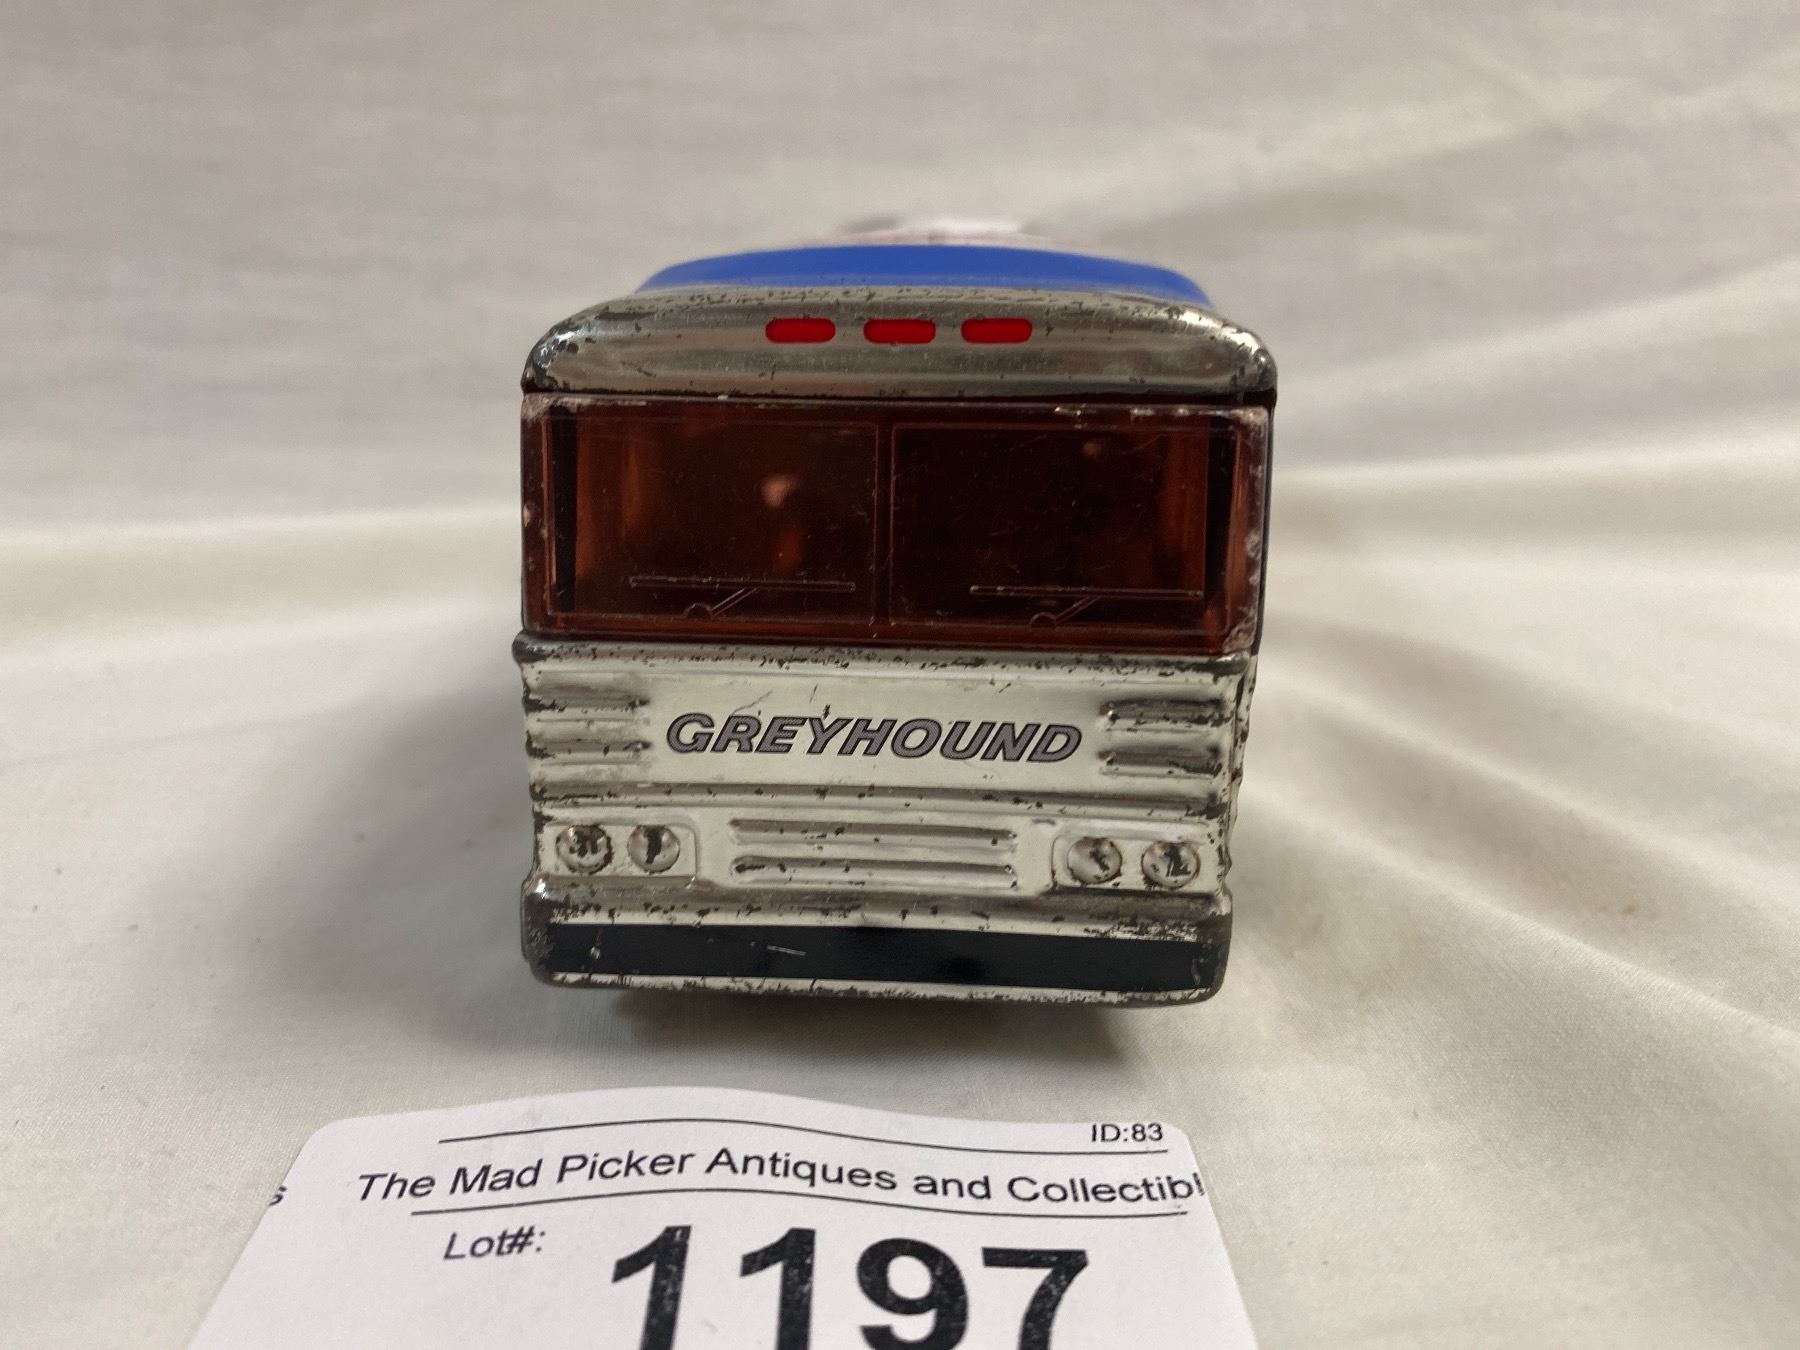 GREYHOUND
ID:83
The Mad Picker Antiques and Collectibl
Lot#:
1197